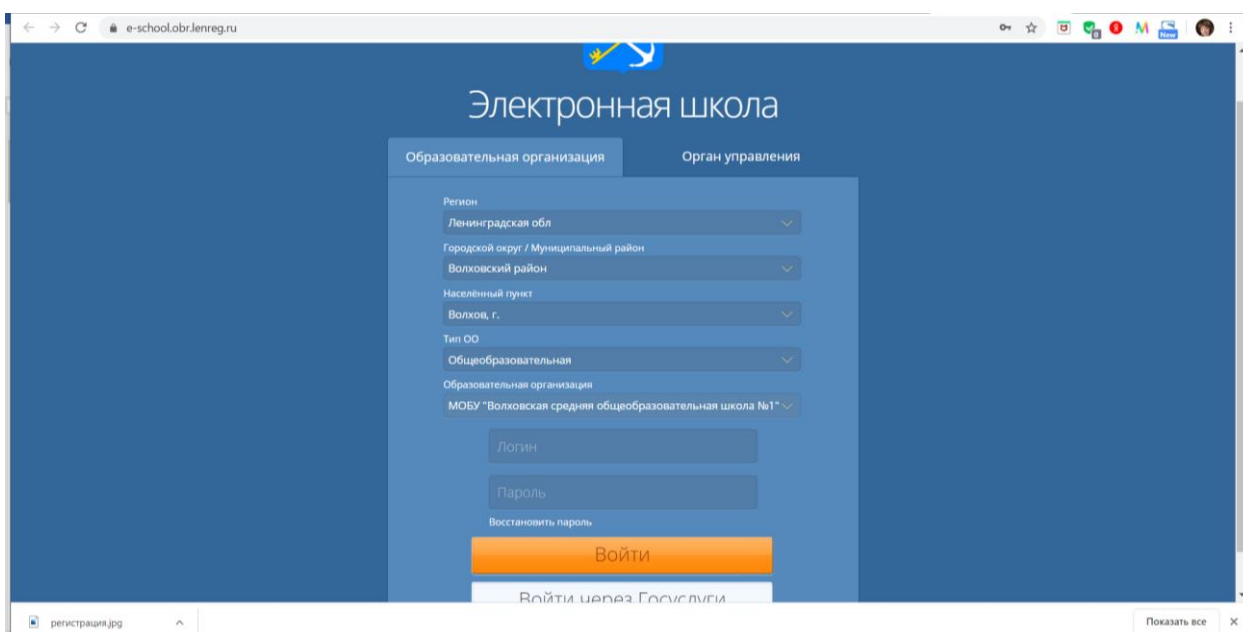 e-school.obr.lenreg.ru
New
Электронная школа
Образовательная организация Орган управления
Регион
Ленинградская обл
Городской округ / Муниципальный район
Волховский район
Населённый пункт
Волхов, г.
Тип ОО
Общеобразовательная
Образовательная организация
МОБУ "Волховская средняя общеобразовательная школа №1"
Логин
Пароль
Восстановить пароль
Войти
Войти через Госуслуги
регистрация.jpg Показать все